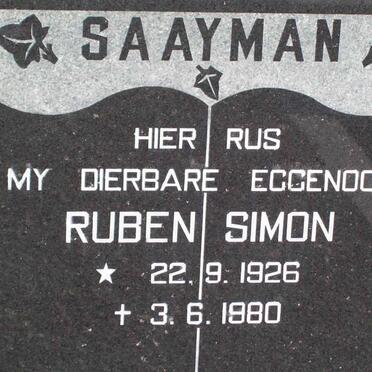 SAAYMAN
HIER RUS
MY DIERBARE EGGENOO
RUBEN SIMON
★ 22.9.1926
✝ 3.6.1980